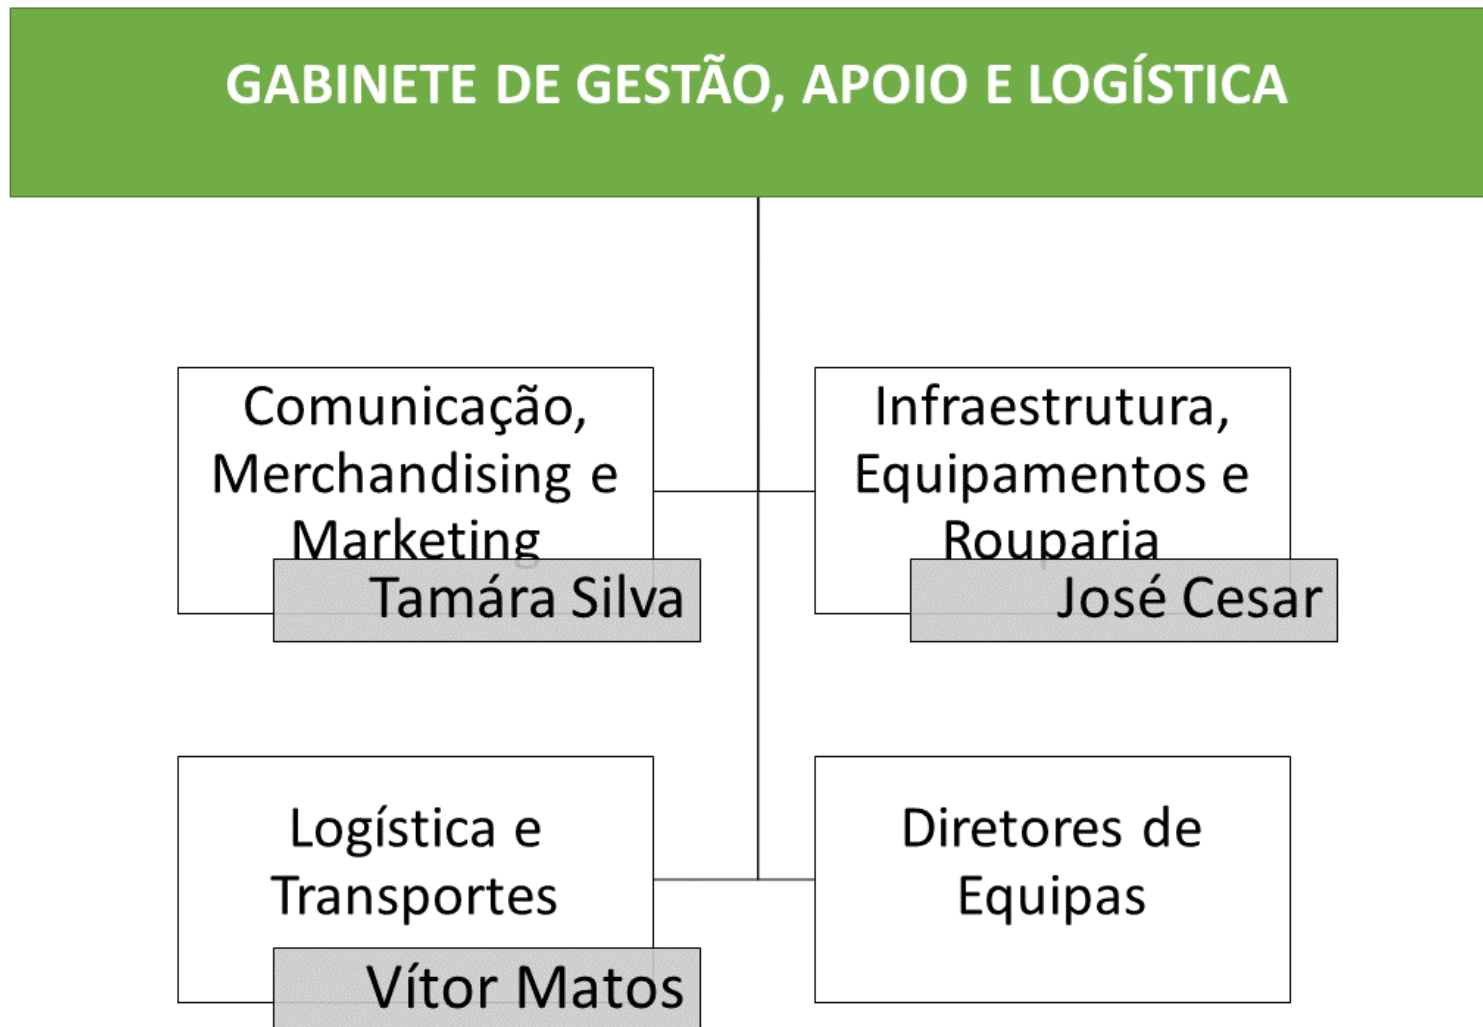 GABINETE DE GESTÃO, APOIO E LOGÍSTICA
Comunicação,
Merchandising e
Marketing
Tamára Silva
Infraestrutura,
Equipamentos e
Rouparia
José Cesar
Logística e
Transportes
Vítor Matos
Diretores de
Equipas